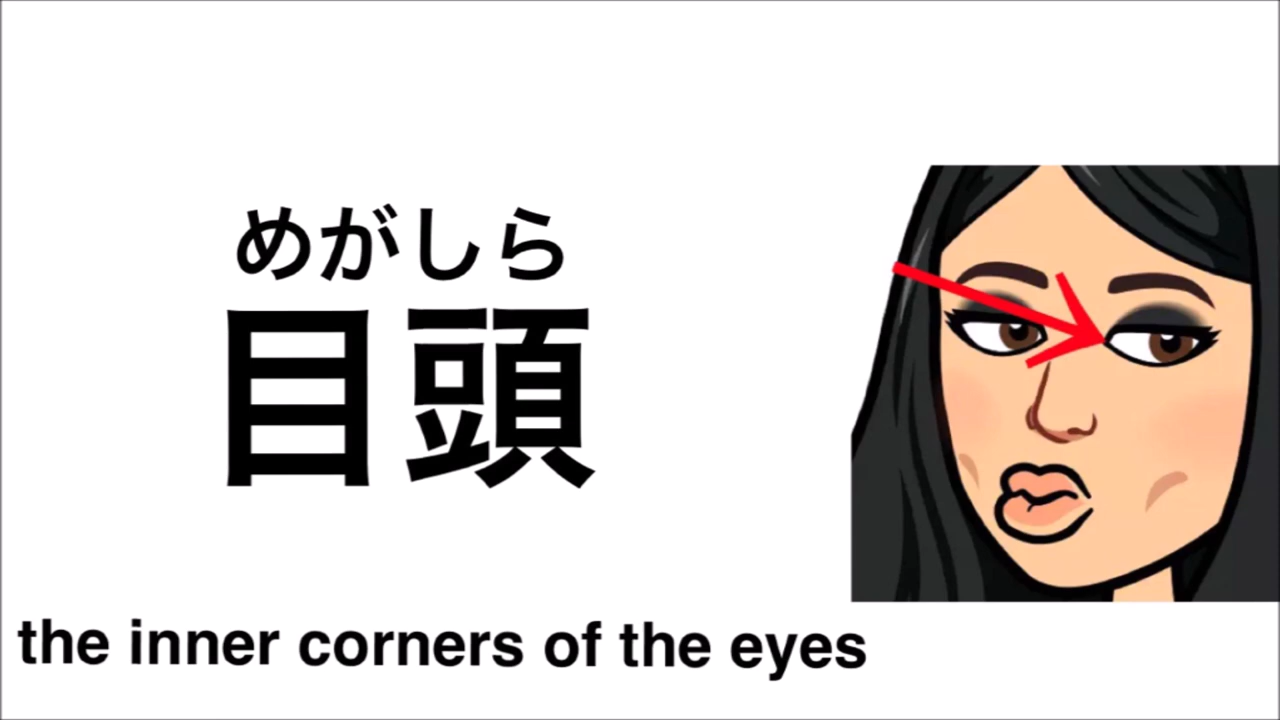 めがしら
目頭
the inner corners of the eyes